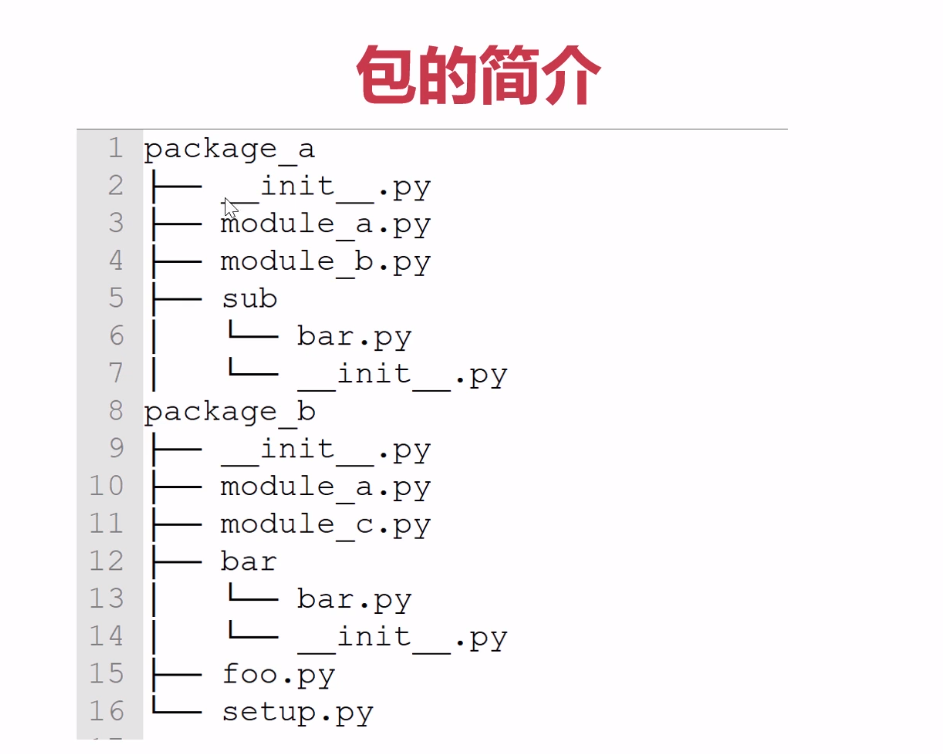 包的简介
1 package_a
2 ├── __init__.py
3 ├── module_a.py
4 ├── module_b.py
5 ├── sub
6 │   └── bar.py
7 │   └── __init__.py
8 package_b
9 ├── __init__.py
10 ├── module_a.py
11 ├── module_c.py
12 ├── bar
13 │   └── bar.py
14 │   └── __init__.py
15 ├── foo.py
16 └── setup.py